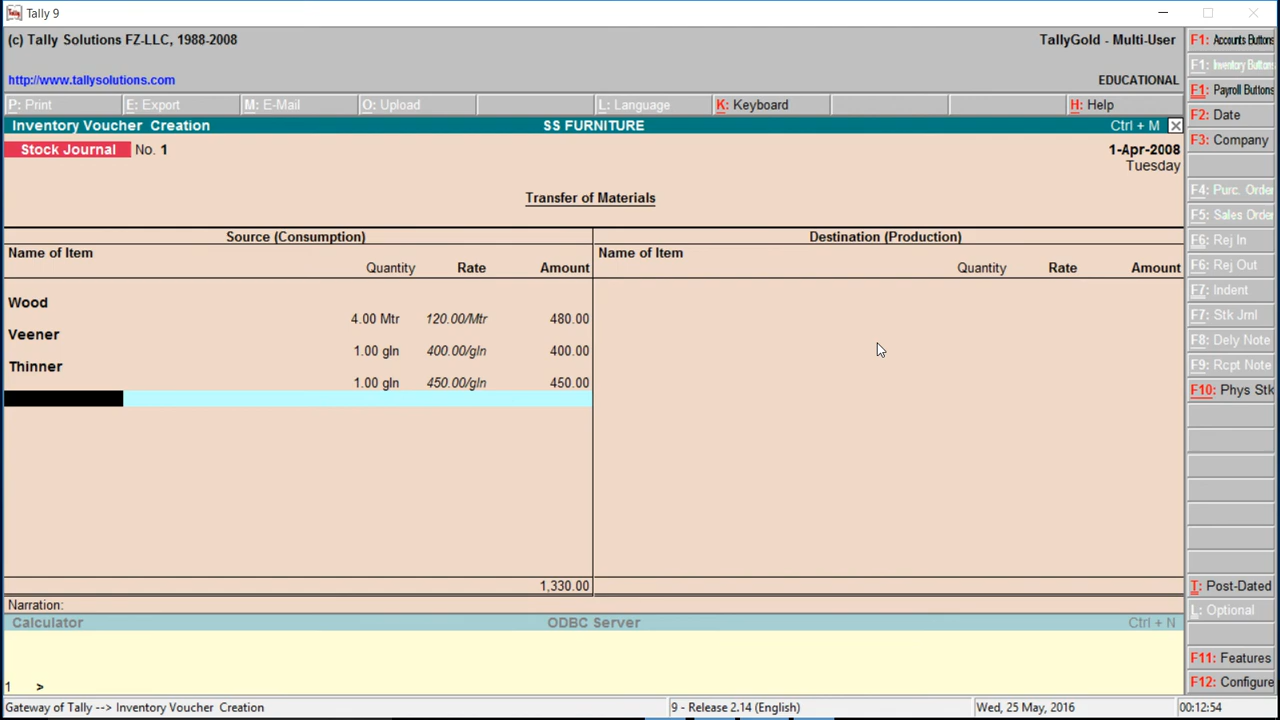 Tally 9
(c) Tally Solutions FZ-LLC, 1988-2008
TallyGold - Multi-User
http://www.tallysolutions.com
EDUCATIONAL
P: Print
E: Export
M: E-Mail
O: Upload
L: Language
K: Keyboard
H: Help
Inventory Voucher Creation
SS FURNITURE
Ctrl + M
Stock Journal No. 1
1-Apr-2008
Tuesday
Transfer of Materials
Source (Consumption)
Name of Item
Quantity Rate Amount
Wood
4.00 Mtr 120.00/Mtr 480.00
Veener
1.00 gln 400.00/gln 400.00
Thinner
1.00 gln 450.00/gln 450.00
1,330.00
Destination (Production)
Name of Item
Quantity Rate Amount
Narration:
Calculator
ODBC Server
Ctrl + N
1 >
F1: Accounts Buttons
F1: Inventory Buttons
F1: Payroll Buttons
F2: Date
F3: Company
F4: Purc. Orde
F5: Sales Orde
F6: Rej In
F6: Rej Out
F7: Indent
F7: Stk Jrnl
F8: Dely Note
F9: Rcpt Note
F10: Phys Stk
T: Post-Dated
L: Optional
F11: Features
F12: Configure
Gateway of Tally --> Inventory Voucher Creation
9 - Release 2.14 (English)
Wed, 25 May, 2016
00:12:54